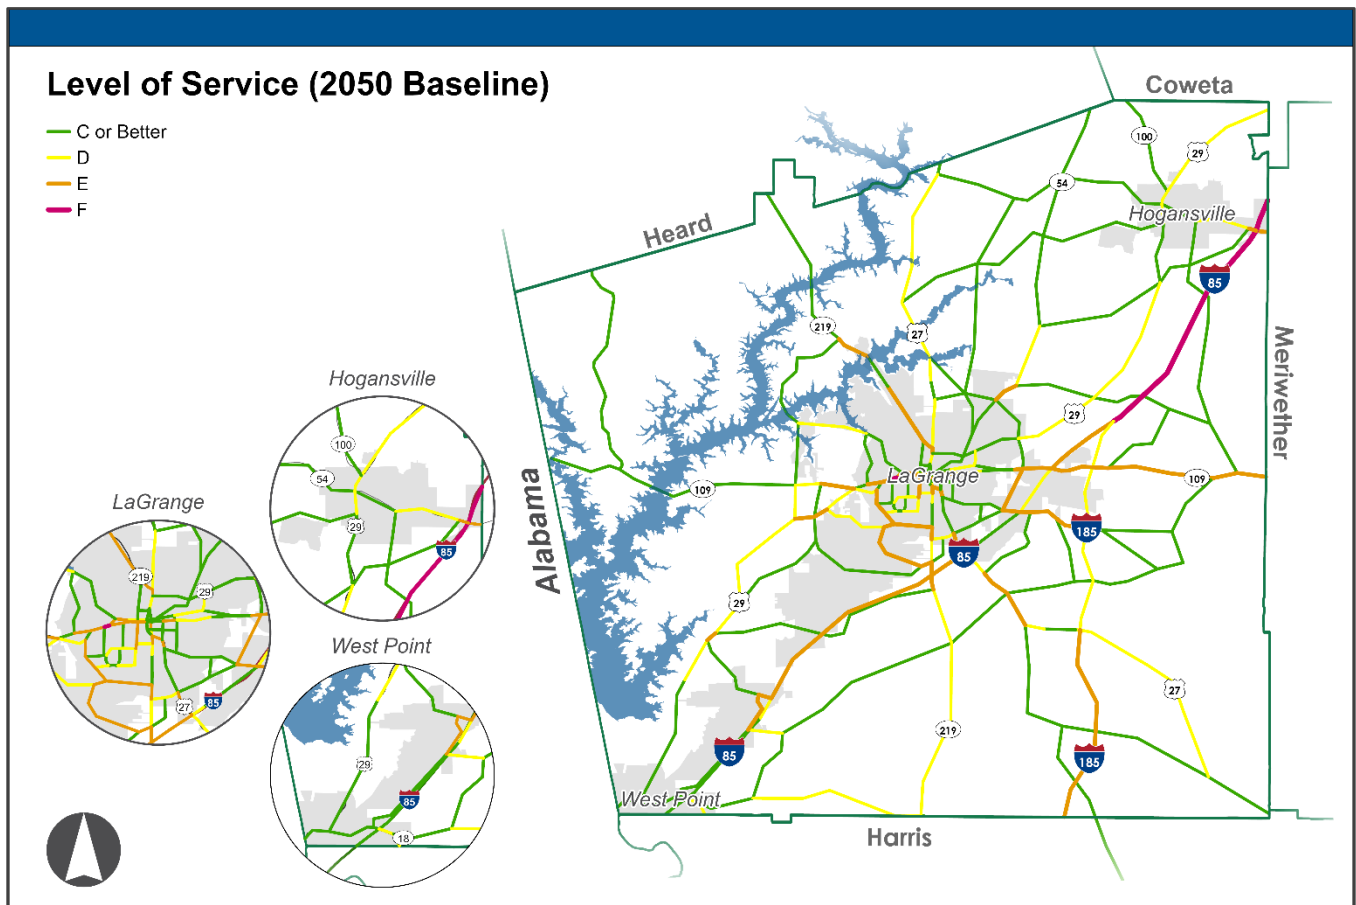 Level of Service (2050 Baseline)
C or Better
D
E
F
Coweta
100
29
54
Hogansville
Heard
85
219
27
Meriwether
29
Hogansville
100
54
29
85
LaGrange
219
29
27
85
Alabama
109
LaGrange
109
185
85
29
West Point
29
85
18
27
219
85
185
West Point
Harris